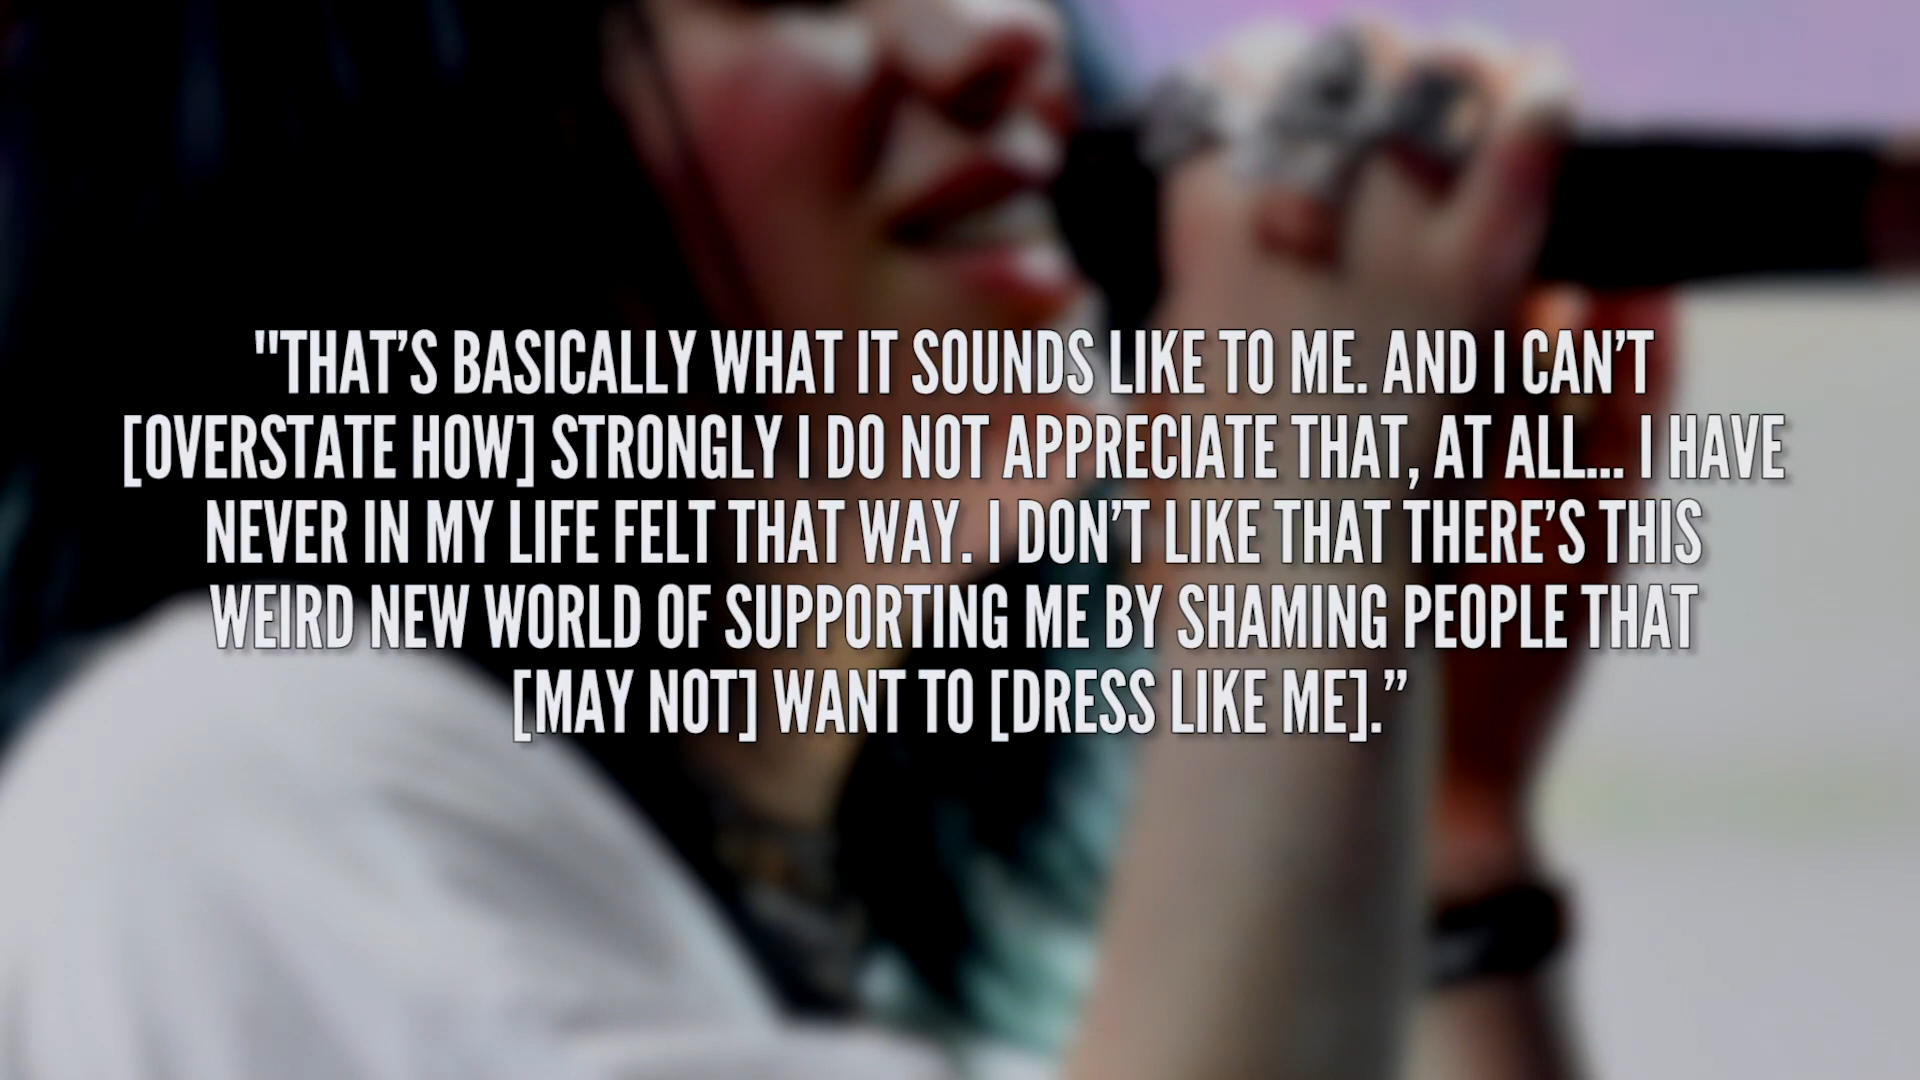 "THAT’S BASICALLY WHAT IT SOUNDS LIKE TO ME. AND I CAN’T
[OVERSTATE HOW] STRONGLY I DO NOT APPRECIATE THAT, AT ALL... I HAVE
NEVER IN MY LIFE FELT THAT WAY. I DON’T LIKE THAT THERE’S THIS
WEIRD NEW WORLD OF SUPPORTING ME BY SHAMING PEOPLE THAT
[MAY NOT] WANT TO [DRESS LIKE ME].”